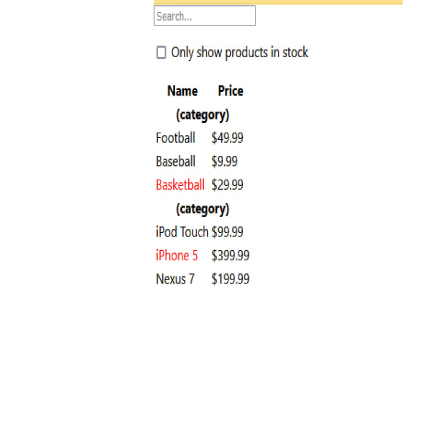 Search...
Only show products in stock
Name Price
(category)
Football $49.99
Baseball $9.99
Basketball $29.99
(category)
iPod Touch $99.99
iPhone 5 $399.99
Nexus 7 $199.99